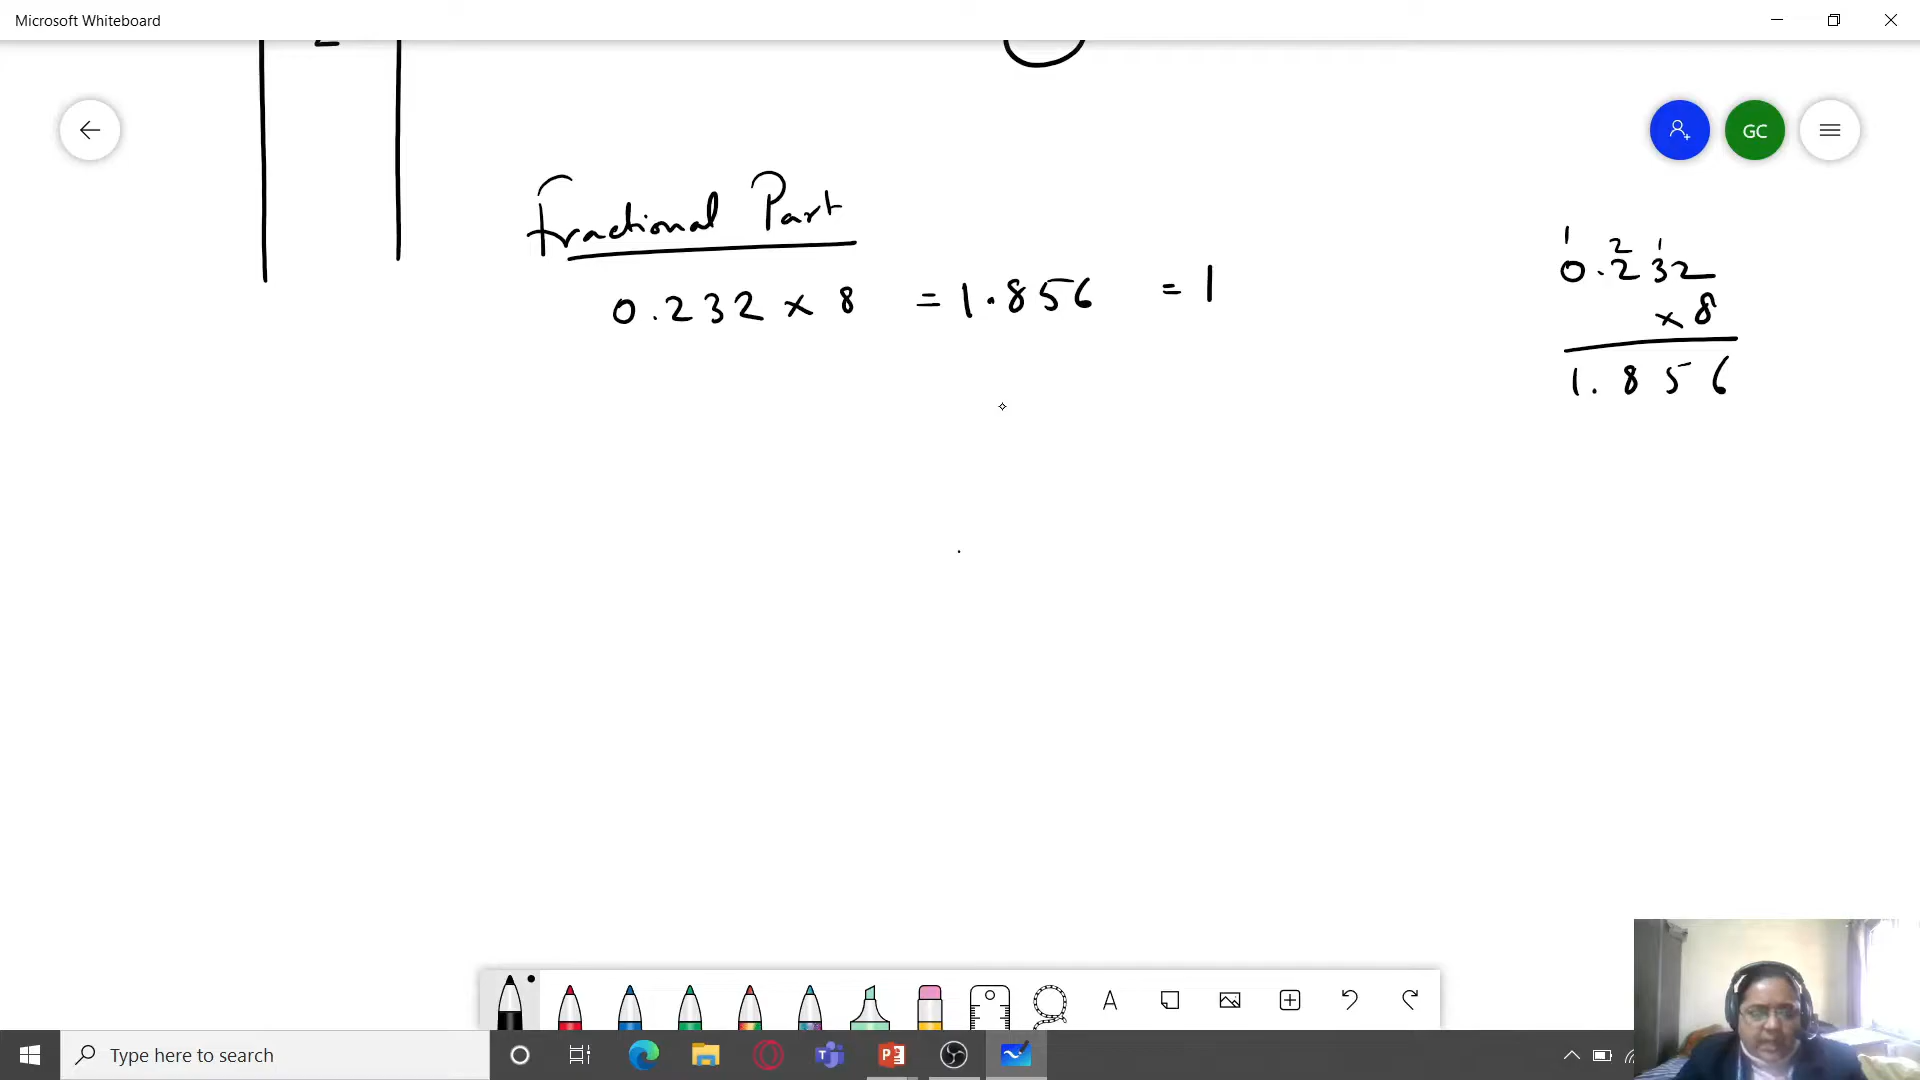 Microsoft Whiteboard
GC
Fractional Part
0.232 x 8 = 1.856 = 1
1 2 1
0.232
x 8
1.856
A
Type here to search